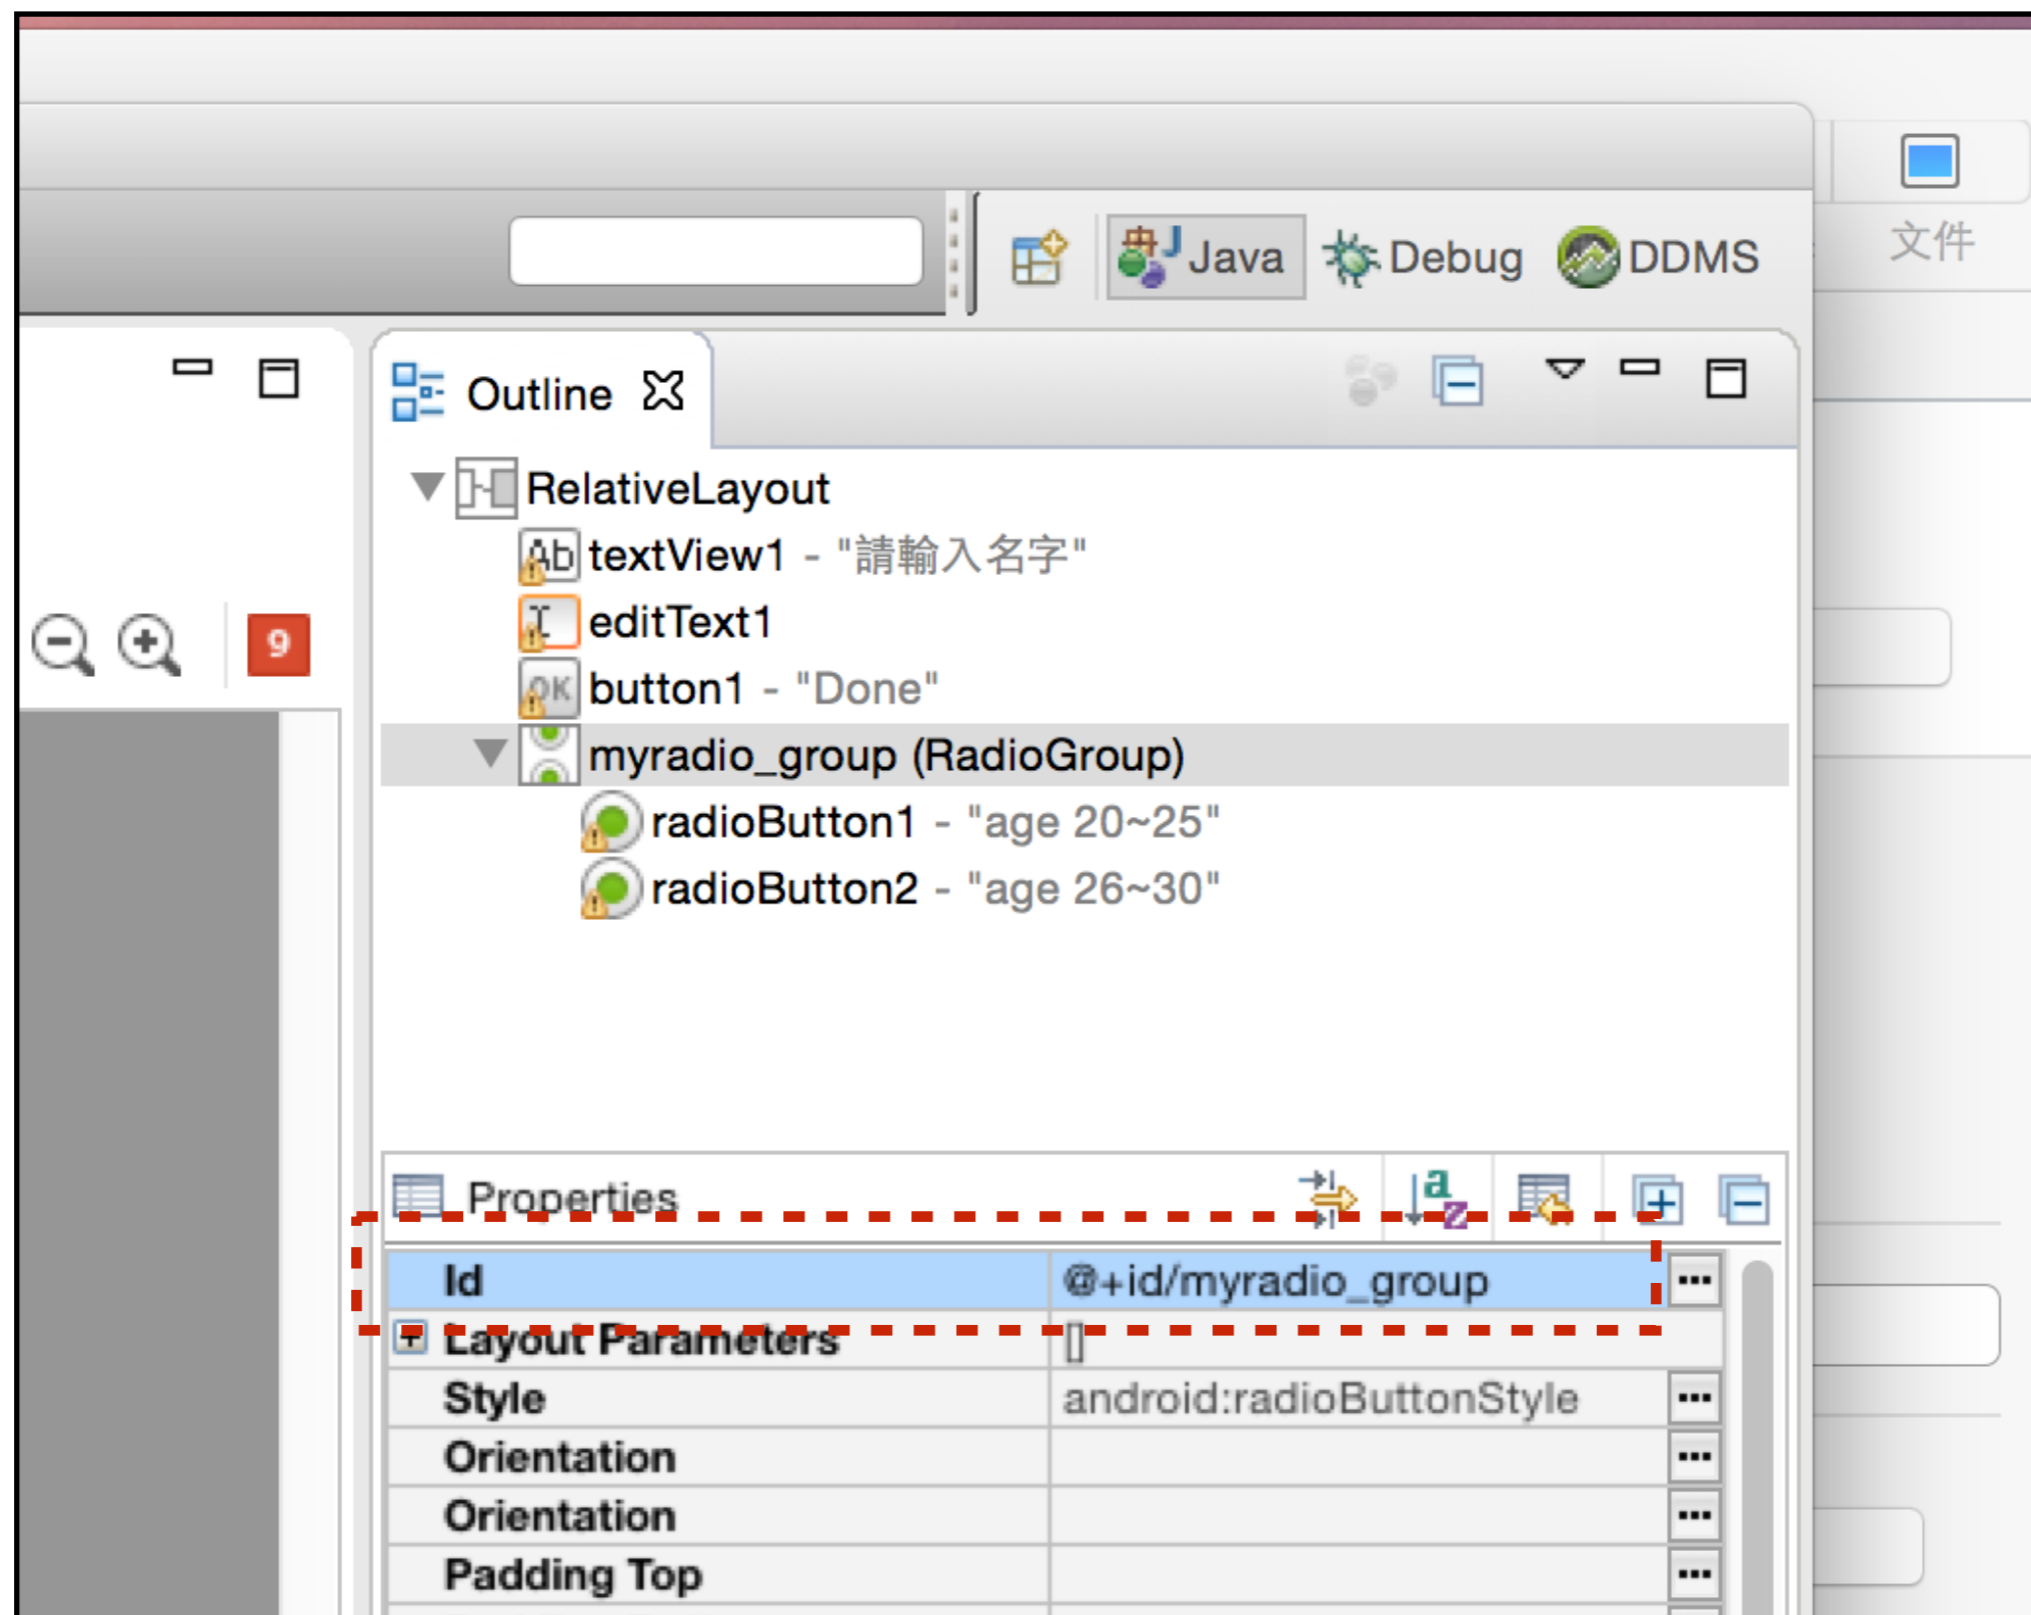 Java Debug DDMS
文件
Outline
RelativeLayout
Ab textView1 - "請輸入名字"
editText1
9
OK button1 - "Done"
myradio_group (RadioGroup)
radioButton1 - "age 20~25"
radioButton2 - "age 26~30"
Properties
Id @+id/myradio_group
Layout Parameters []
Style android:radioButtonStyle
Orientation
Orientation
Padding Top